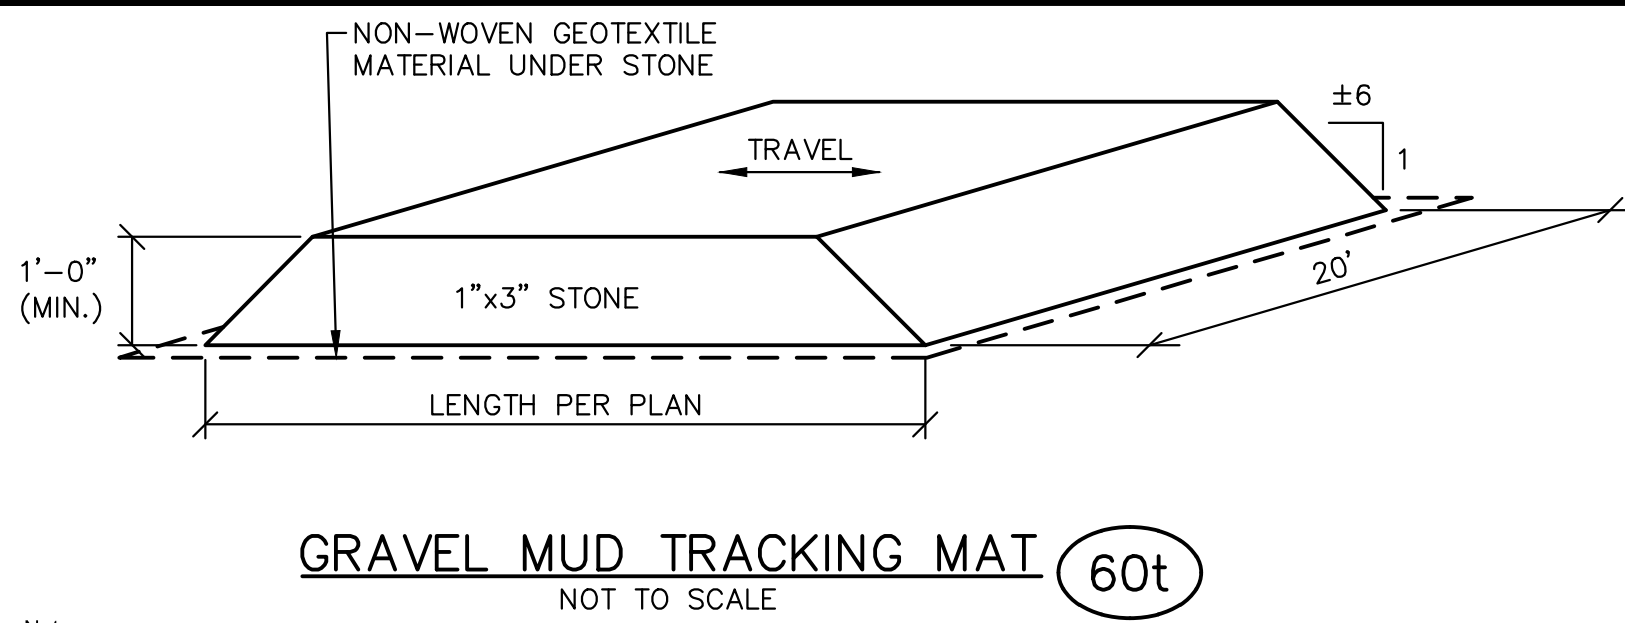 NON-WOVEN GEOTEXTILE
MATERIAL UNDER STONE
±6
1
TRAVEL
1'-0"
(MIN.)
1"x3" STONE
20'
LENGTH PER PLAN
GRAVEL MUD TRACKING MAT
60t
NOT TO SCALE